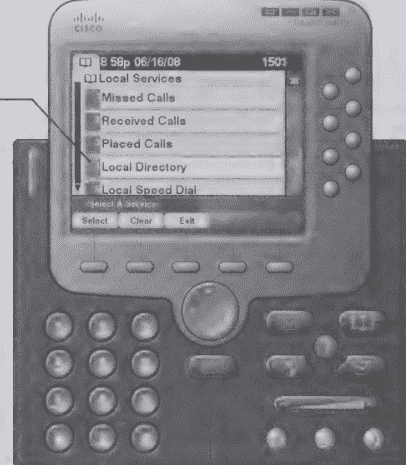 CISCO
8 58p 06/16/08 1501
Local Services
Missed Calls
Received Calls
Placed Calls
Local Directory
Local Speed Dial
Select A Service
Select Clear Exit